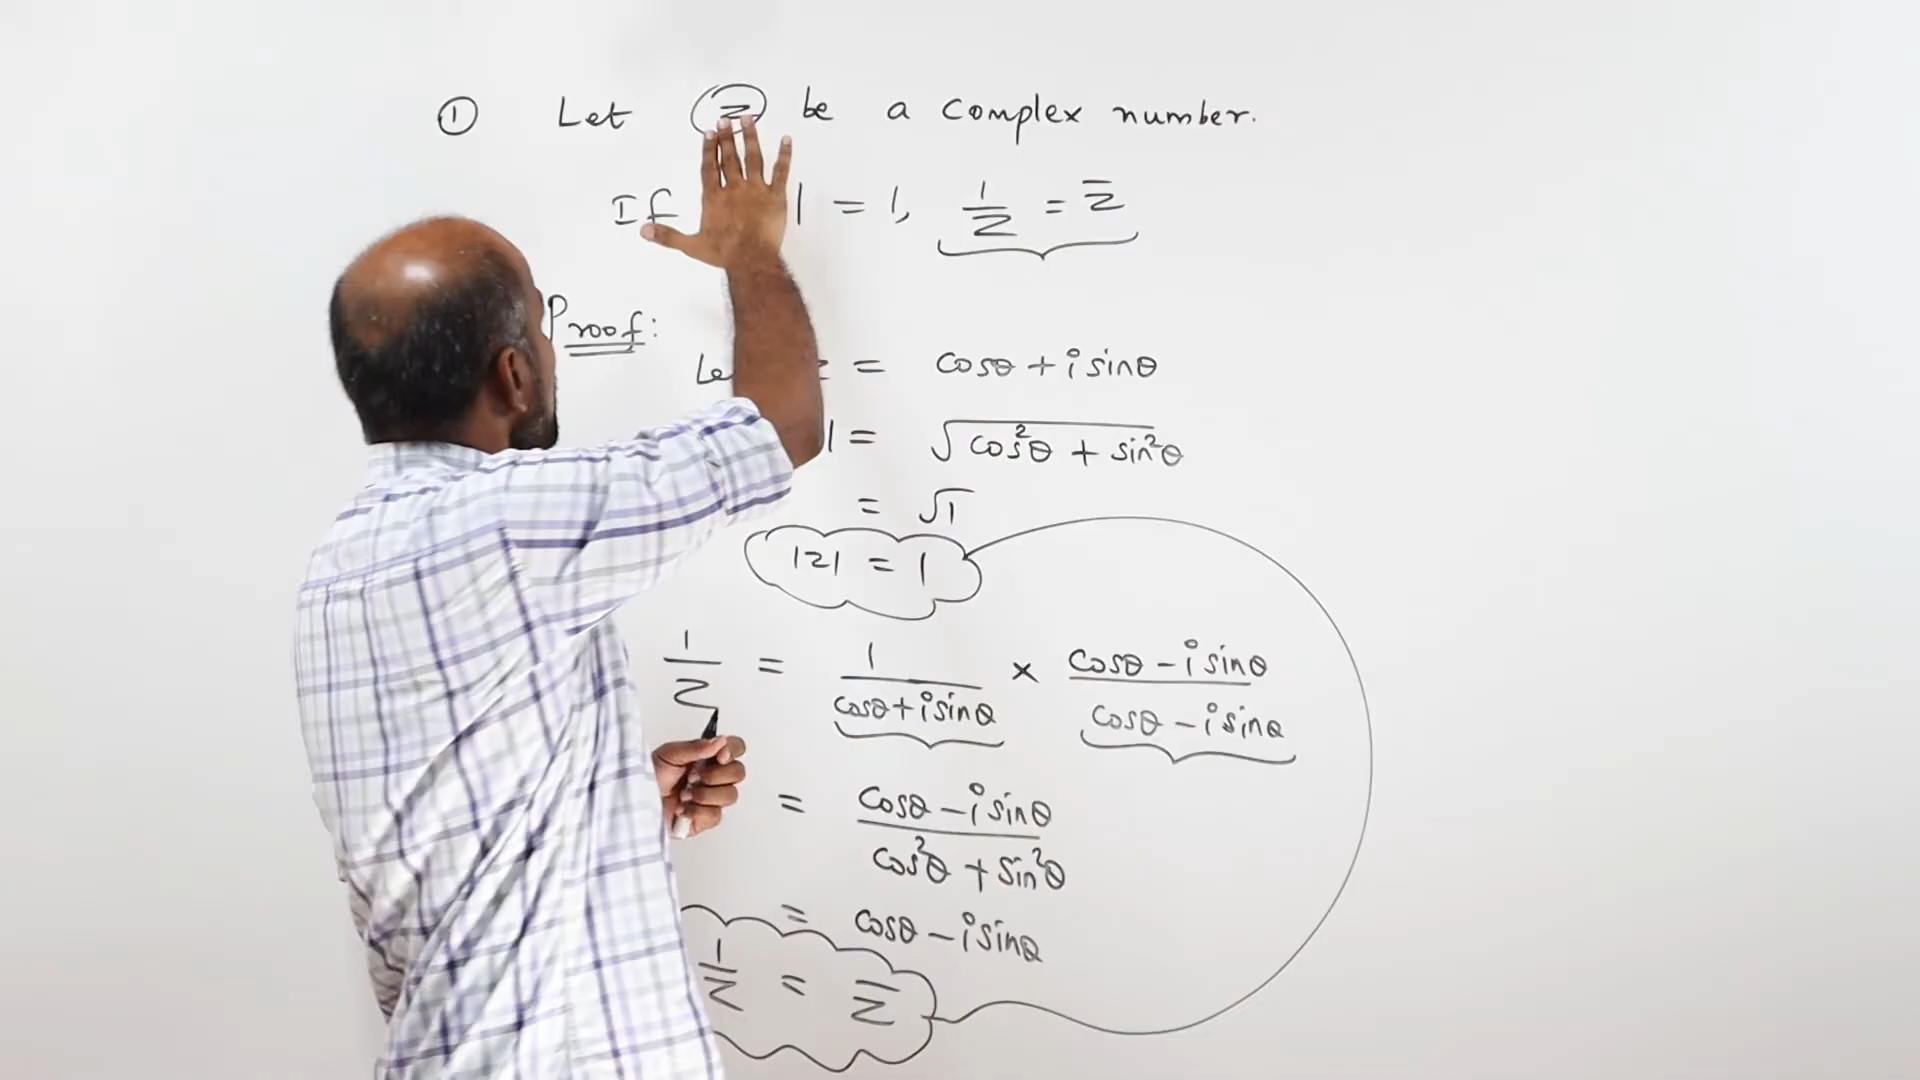 ① Let z be a complex number.
If | = 1, 1/z = z̅
Proof:
= cosθ + i sinθ
| = √(cos²θ + sin²θ)
= √1
|z| = 1
1/z = 1/(cosθ + i sinθ) × (cosθ - i sinθ)/(cosθ - i sinθ)
= (cosθ - i sinθ)/(cos²θ + sin²θ)
= cosθ - i sinθ
1/z = z̅